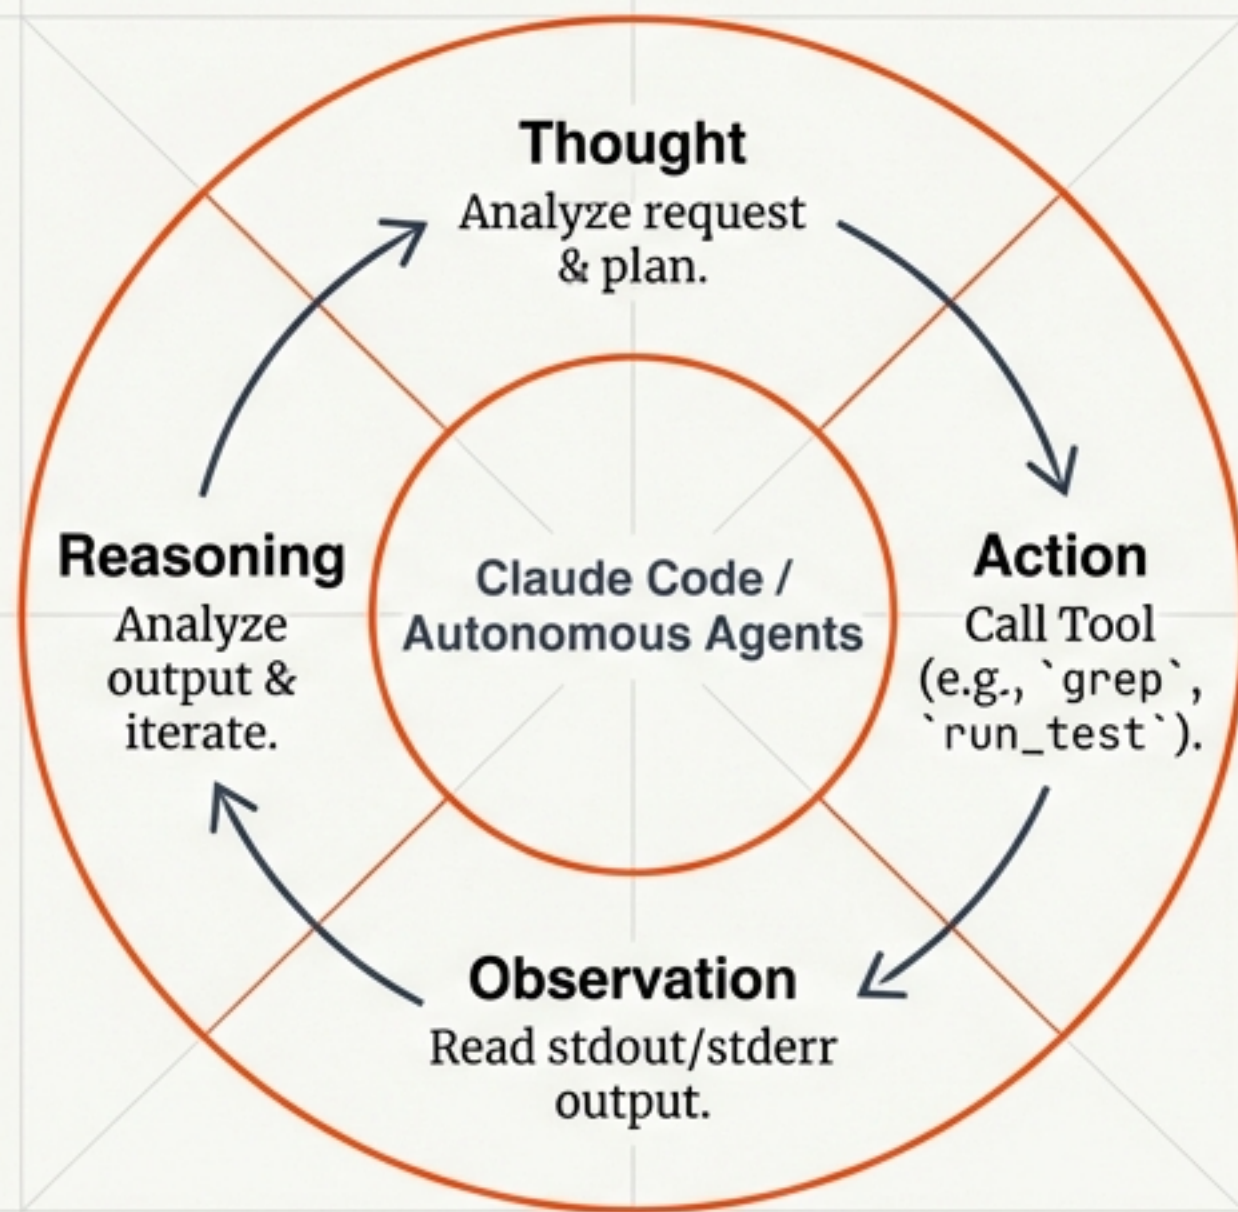 Thought
Analyze request
& plan.
Action
Call Tool
(e.g., `grep`,
`run_test`).
Observation
Read stdout/stderr
output.
Reasoning
Analyze
output &
iterate.
Claude Code /
Autonomous Agents